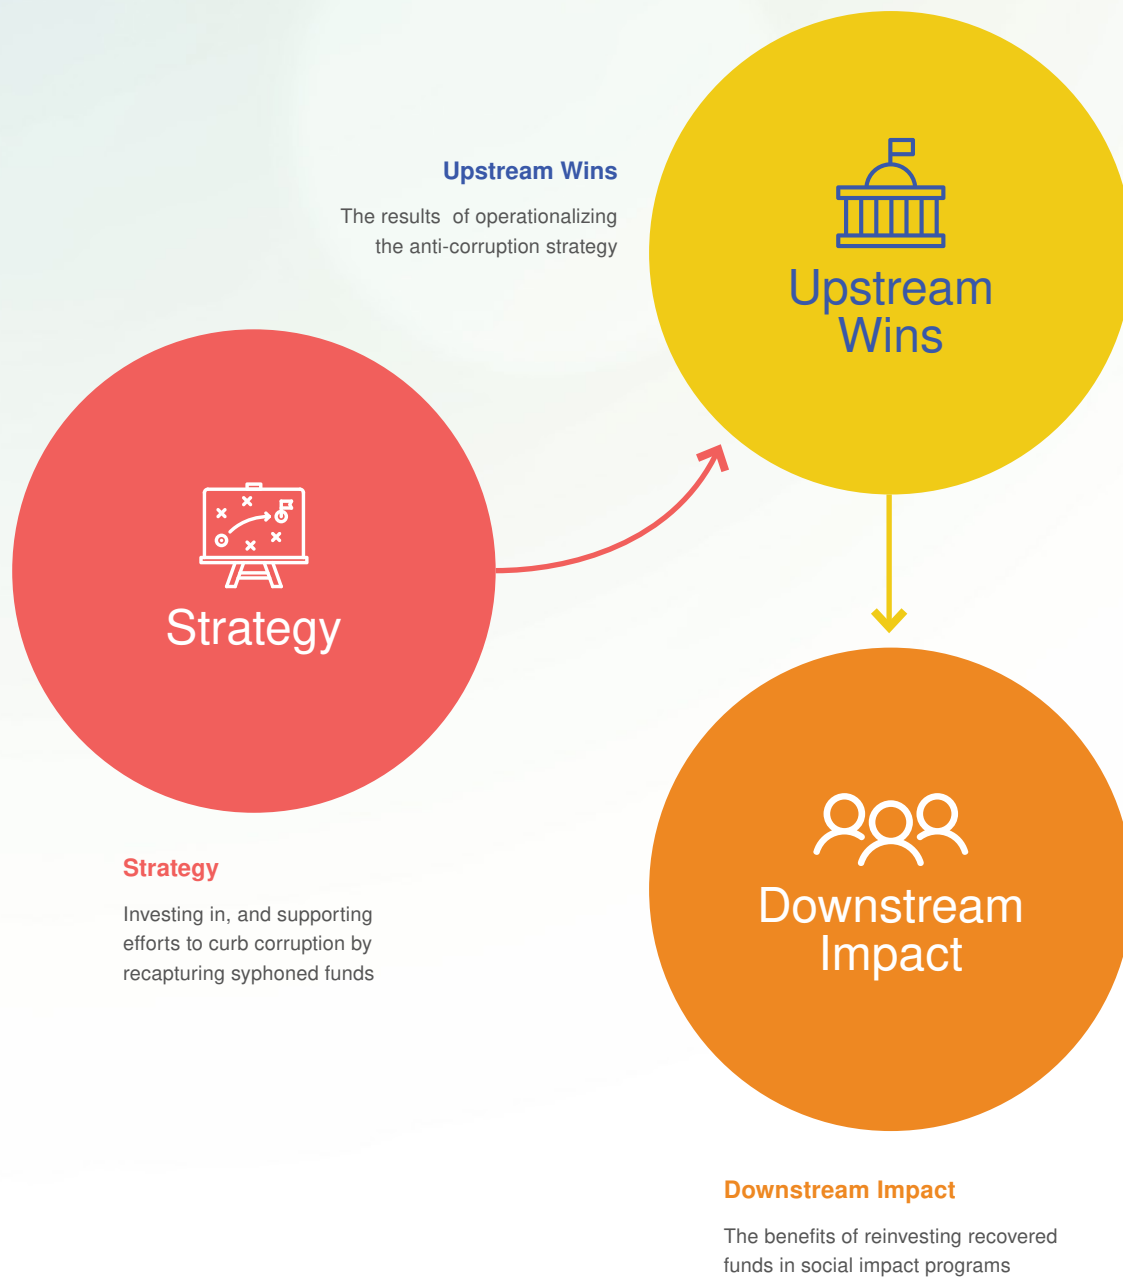 Upstream Wins
The results  of operationalizing
the anti-corruption strategy
Upstream
Wins
Strategy
Strategy
Investing in, and supporting
efforts to curb corruption by
recapturing syphoned funds
Downstream
Impact
Downstream Impact
The benefits of reinvesting recovered
funds in social impact programs